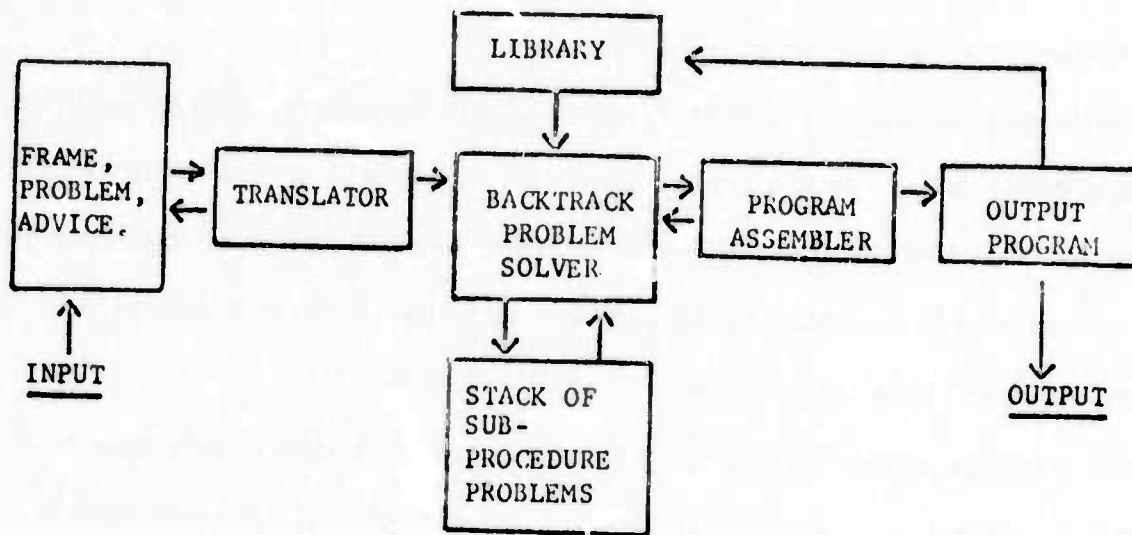 LIBRARY
FRAME,
PROBLEM,
ADVICE.
TRANSLATOR
BACKTRACK
PROBLEM
SOLVER
PROGRAM
ASSEMBLER
OUTPUT
PROGRAM
INPUT
STACK OF
SUB-
PROCEDURE
PROBLEMS
OUTPUT